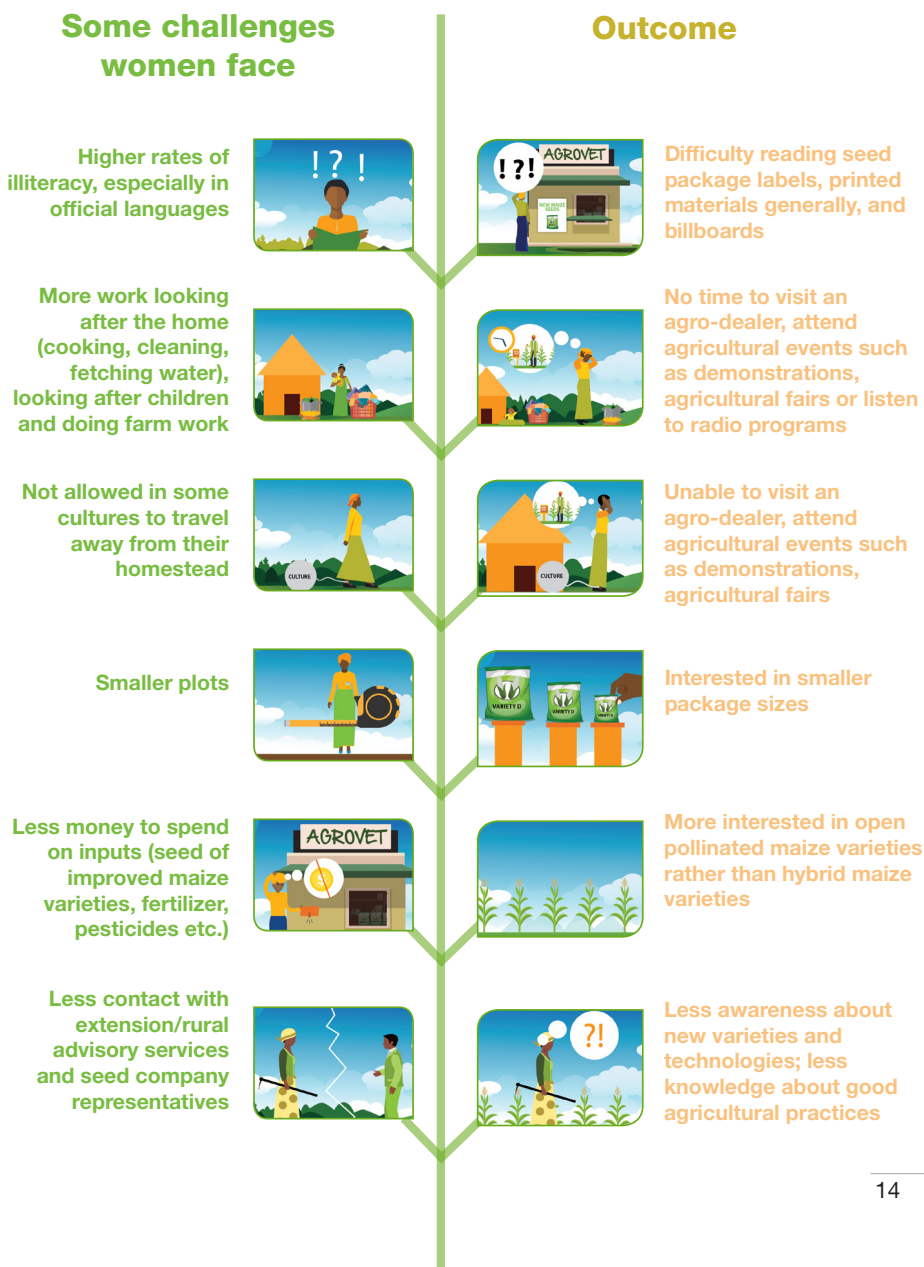 Some challenges
women face
Outcome
Higher rates of
illiteracy, especially in
official languages
! ? !
AGROVET
! ? !
NEW MAIZE
SEEDS
Difficulty reading seed
package labels, printed
materials generally, and
billboards
More work looking
after the home
(cooking, cleaning,
fetching water),
looking after children
and doing farm work
No time to visit an
agro-dealer, attend
agricultural events such
as demonstrations,
agricultural fairs or listen
to radio programs
Not allowed in some
cultures to travel
away from their
homestead
CULTURE
CULTURE
Unable to visit an
agro-dealer, attend
agricultural events such
as demonstrations,
agricultural fairs
Smaller plots
VARIETY D
VARIETY D
VARIETY D
Interested in smaller
package sizes
Less money to spend
on inputs (seed of
improved maize
varieties, fertilizer,
pesticides etc.)
AGROVET
$
More interested in open
pollinated maize varieties
rather than hybrid maize
varieties
Less contact with
extension/rural
advisory services
and seed company
representatives
?!
Less awareness about
new varieties and
technologies; less
knowledge about good
agricultural practices
14